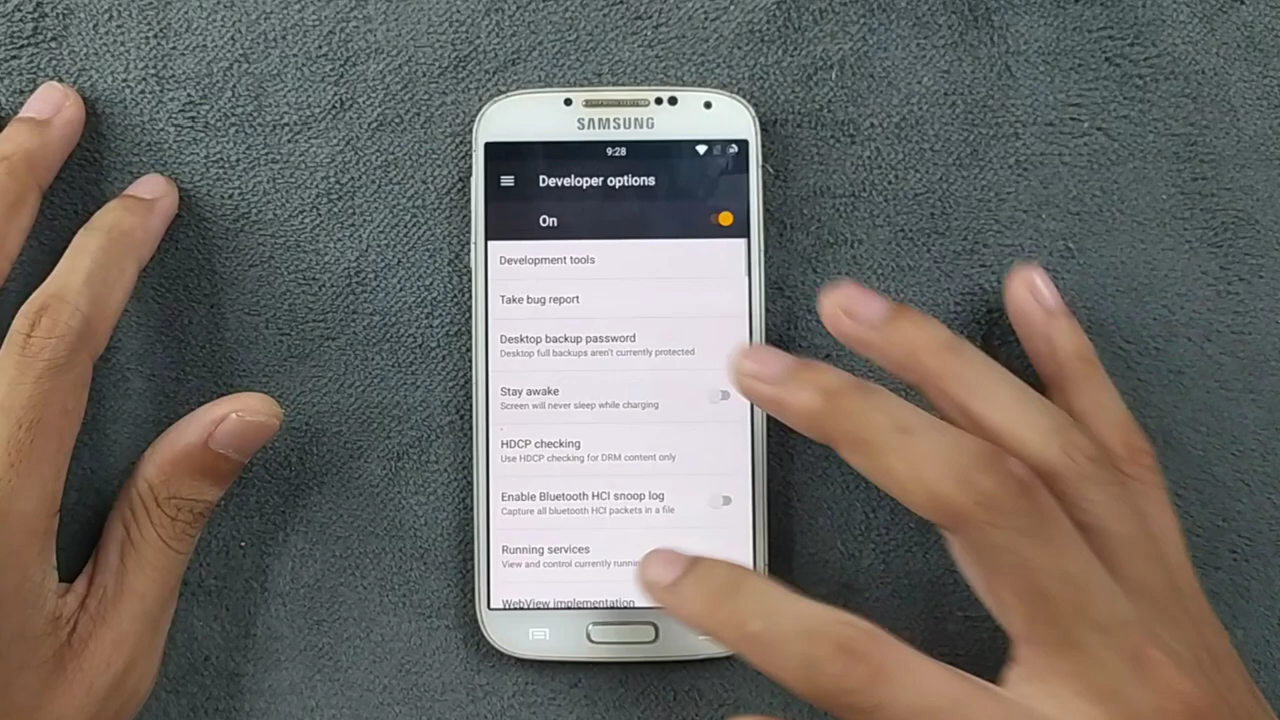 SAMSUNG
9:28
Developer options
On
Development tools
Take bug report
Desktop backup password
Desktop full backups aren't currently protected
Stay awake
Screen will never sleep while charging
HDCP checking
Use HDCP checking for DRM content only
Enable Bluetooth HCI snoop log
Capture all bluetooth HCI packets in a file
Running services
View and control currently
WebView implementation